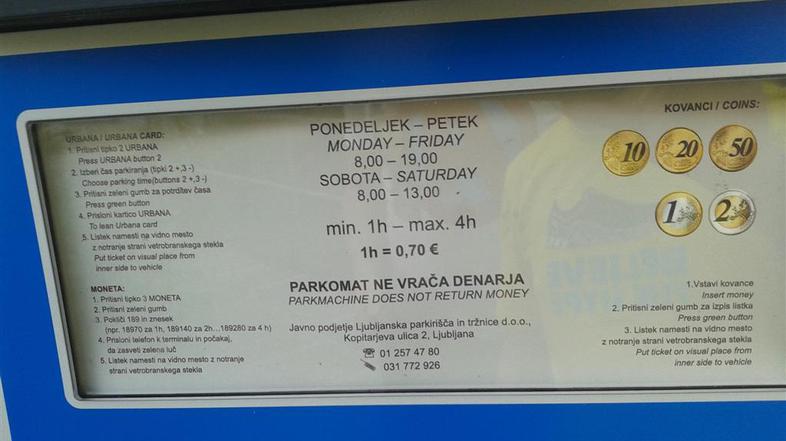 URBANA / URBANA CARD:
1. Pritisni tipko 2 URBANA
Press URBANA button 2
2. Izberi čas parkiranja (tipki 2 +,3 -)
Choose parking time(buttons 2 +,3 -)
3. Pritisni zeleni gumb za potrditev časa
Press green button
4. Prisloni kartico URBANA
To lean Urbana card
5. Listek namesti na vidno mesto
z notranje strani vetrobranskega stekla
Put ticket on visual place from
inner side to vehicle
MONETA:
1. Pritisni tipko 3 MONETA
2. Pritisni zeleni gumb
3. Pokliči 189 in znesek
(npr. 18970 za 1h, 189140 za 2h...189280 za 4 h)
4. Prisloni telefon k terminalu in počakaj,
da zasveti zelena luč
5. Listek namesti na vidno mesto z notranje
strani vetrobranskega stekla
PONEDELJEK – PETEK
MONDAY – FRIDAY
8,00 – 19,00
SOBOTA – SATURDAY
8,00 – 13,00
min. 1h – max. 4h
1h = 0,70 €
PARKOMAT NE VRAČA DENARJA
PARKMACHINE DOES NOT RETURN MONEY
Javno podjetje Ljubljanska parkirišča in tržnice d.o.o.,
Kopitarjeva ulica 2, Ljubljana
01 257 47 80
031 772 926
KOVANCI / COINS:
10 20 50
1 2
1.Vstavi kovance
Insert money
2. Pritisni zeleni gumb za izpis listka
Press green button
3. Listek namesti na vidno mesto
z notranje strani vetrobranskega stekla
Put ticket on visual place from
inner side to vehicle